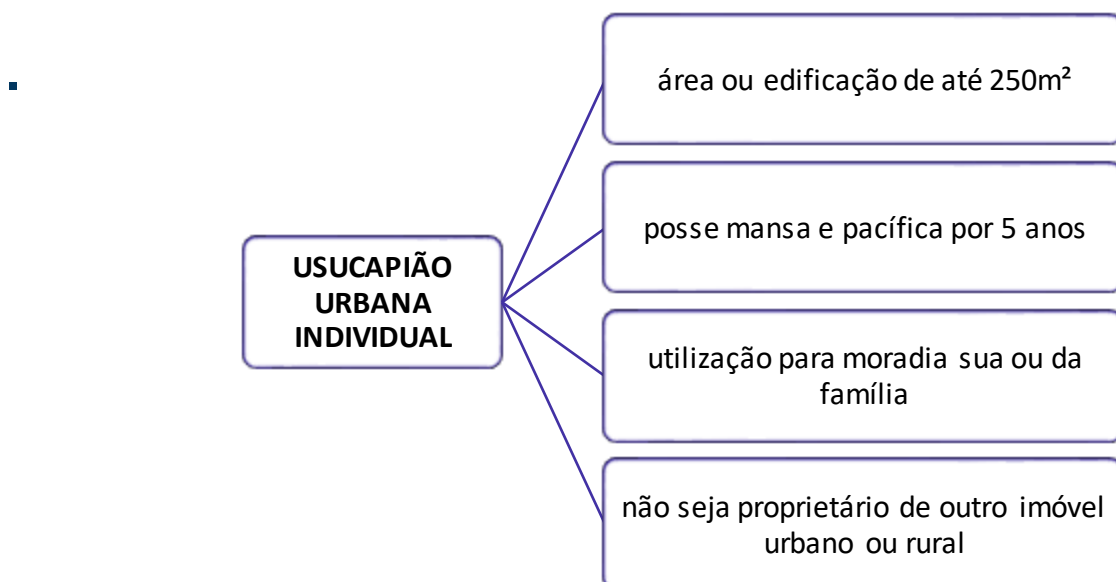 área ou edificação de até 250m²
posse mansa e pacífica por 5 anos
USUCAPIÃO
URBANA
INDIVIDUAL
utilização para moradia sua ou da
família
não seja proprietário de outro imóvel
urbano ou rural